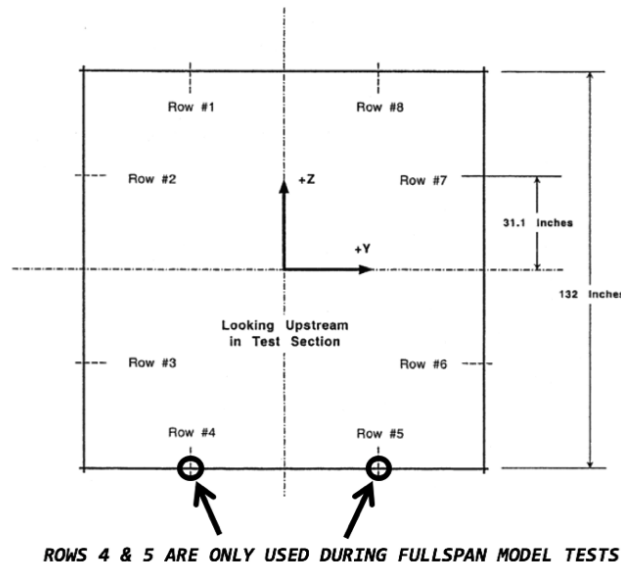 Row #1
Row #8
Row #2
+Z
Row #7
31.1 Inches
+Y
132 Inches
Looking Upstream
in Test Section
Row #3
Row #6
Row #4
Row #5
ROWS 4 & 5 ARE ONLY USED DURING FULLSPAN MODEL TESTS